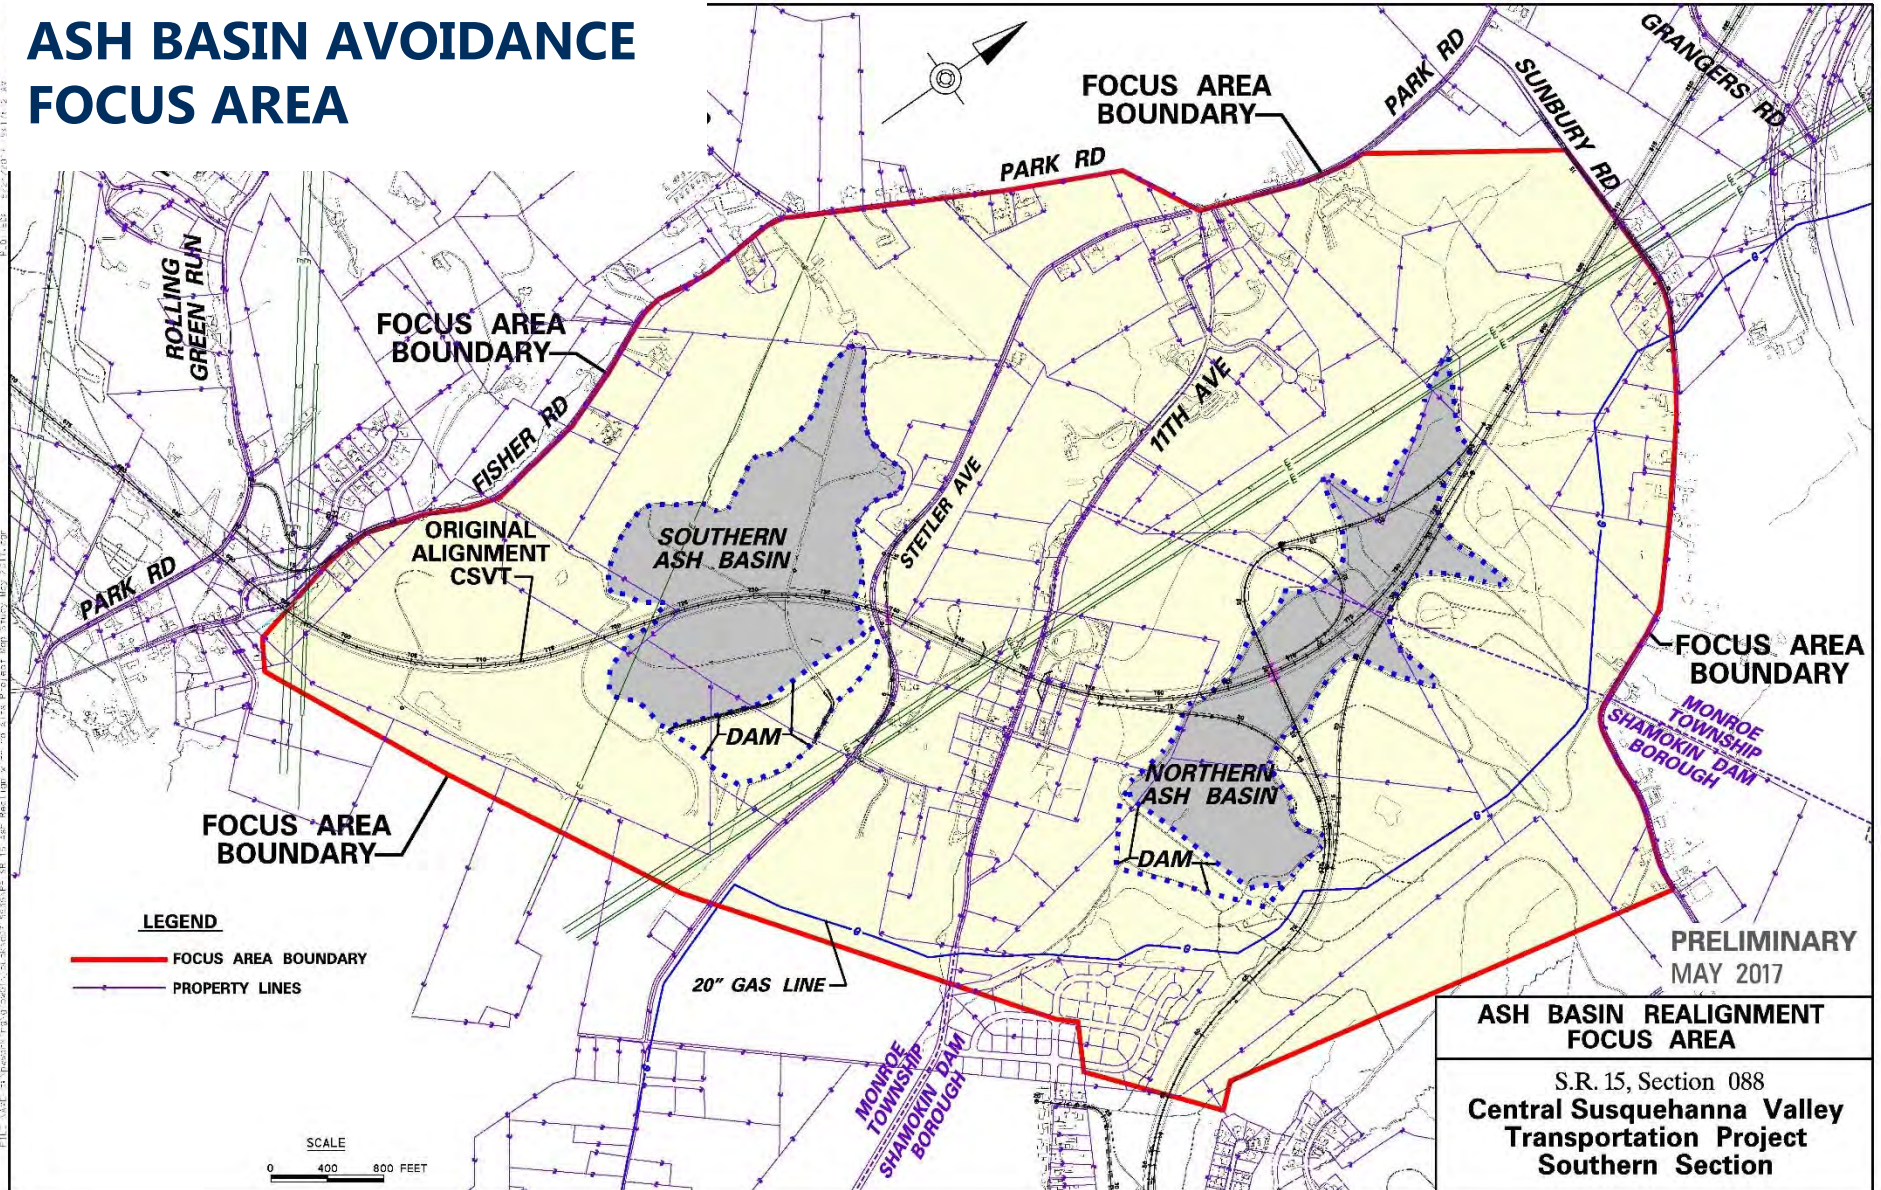 ASH BASIN AVOIDANCE
FOCUS AREA
FOCUS AREA
BOUNDARY
PARK RD
SUNBURY RD
GRANGERS RD
PARK RD
ROLLING
GREEN RUN
FOCUS AREA
BOUNDARY
FISHER RD
11TH AVE
STETLER AVE
ORIGINAL
ALIGNMENT
CSVT
SOUTHERN
ASH BASIN
PARK RD
FOCUS AREA
BOUNDARY
MONROE
TOWNSHIP
SHAMOKIN DAM
BOROUGH
DAM
NORTHERN
ASH BASIN
DAM
FOCUS AREA
BOUNDARY
LEGEND
FOCUS AREA BOUNDARY
PROPERTY LINES
20" GAS LINE
MONROE
TOWNSHIP
SHAMOKIN DAM
BOROUGH
SCALE
0 400 800 FEET
PRELIMINARY
MAY 2017
ASH BASIN REALIGNMENT
FOCUS AREA
S.R. 15, Section 088
Central Susquehanna Valley
Transportation Project
Southern Section